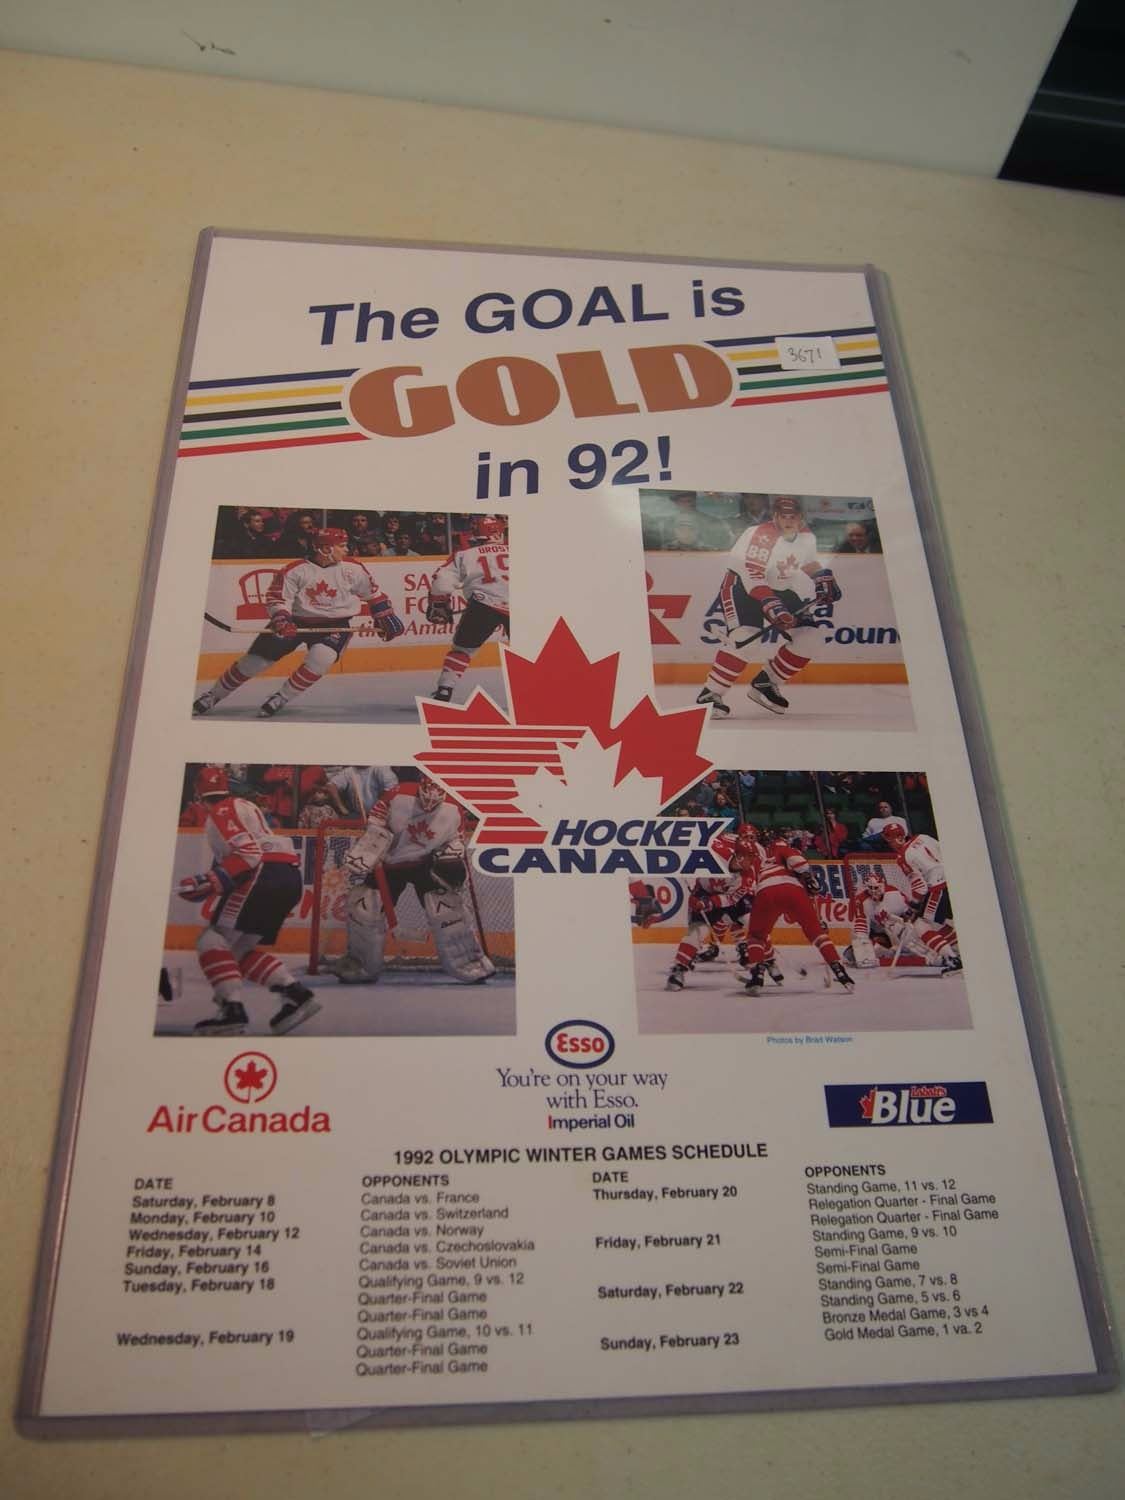 The GOAL is
GOLD
3671
in 92!
BROS
15
88
Coun
4
HOCKEY
CANADA
Photos by Brad Watson
Air Canada
Esso
You're on your way
with Esso.
Imperial Oil
Labatt's
Blue
1992 OLYMPIC WINTER GAMES SCHEDULE
DATE OPPONENTS
Saturday, February 8 Canada vs. France
Monday, February 10 Canada vs. Switzerland
Wednesday, February 12 Canada vs. Norway
Friday, February 14 Canada vs. Czechoslovakia
Sunday, February 16 Canada vs. Soviet Union
Tuesday, February 18 Qualifying Game, 9 vs. 12
Quarter-Final Game
Quarter-Final Game
Wednesday, February 19 Qualifying Game, 10 vs. 11
Quarter-Final Game
Quarter-Final Game
DATE OPPONENTS
Thursday, February 20 Standing Game, 11 vs. 12
Relegation Quarter - Final Game
Relegation Quarter - Final Game
Standing Game, 9 vs. 10
Friday, February 21 Semi-Final Game
Semi-Final Game
Standing Game, 7 vs. 8
Saturday, February 22 Standing Game, 5 vs. 6
Bronze Medal Game, 3 vs 4
Sunday, February 23 Gold Medal Game, 1 va. 2